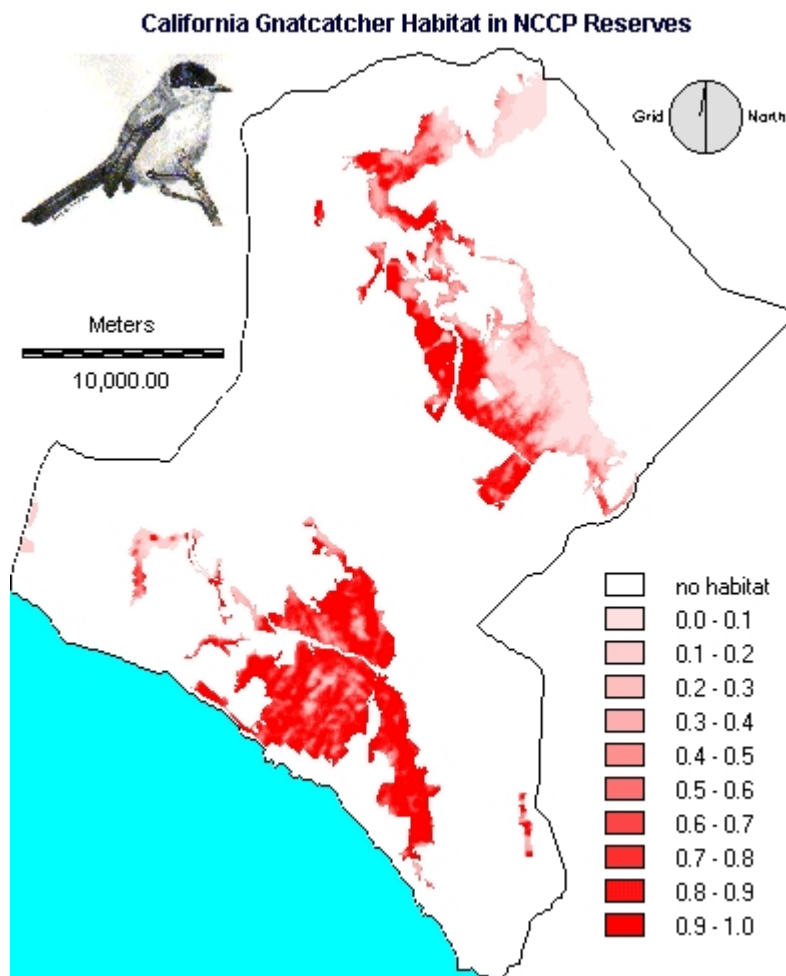 California Gnatcatcher Habitat in NCCP Reserves
Grid North
Meters
10,000.00
no habitat
0.0 - 0.1
0.1 - 0.2
0.2 - 0.3
0.3 - 0.4
0.4 - 0.5
0.5 - 0.6
0.6 - 0.7
0.7 - 0.8
0.8 - 0.9
0.9 - 1.0